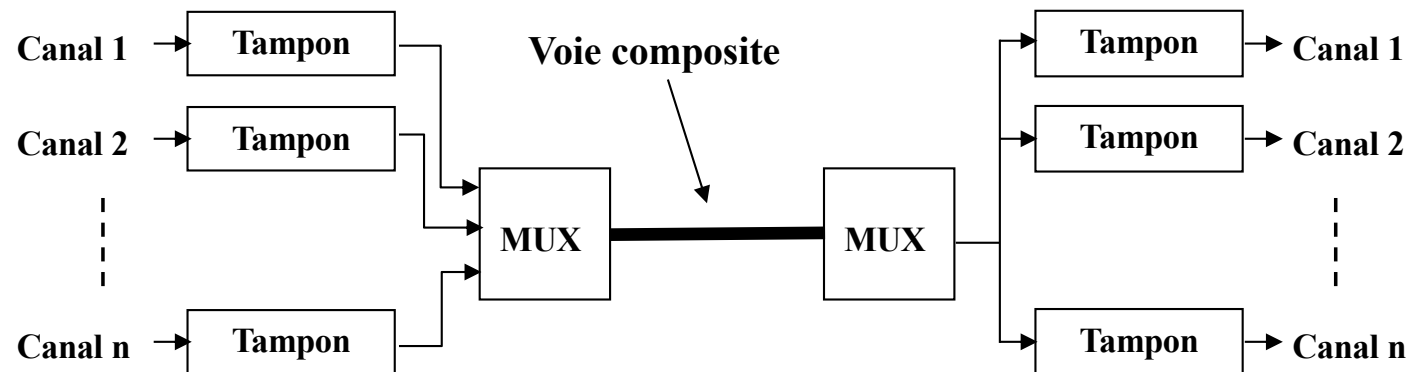 Canal 1 Tampon Voie composite Tampon Canal 1
Canal 2 Tampon Tampon Canal 2
MUX MUX
Canal n Tampon Tampon Canal n